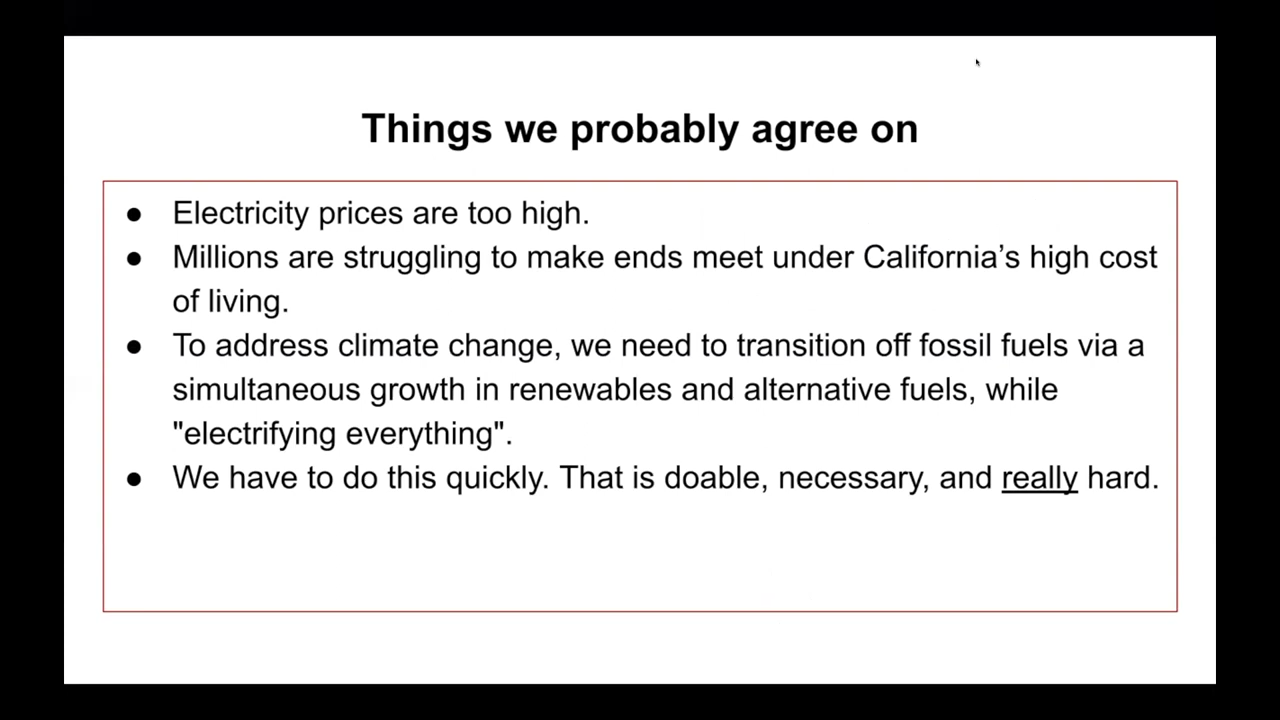 Things we probably agree on
● Electricity prices are too high.
● Millions are struggling to make ends meet under California’s high cost
of living.
● To address climate change, we need to transition off fossil fuels via a
simultaneous growth in renewables and alternative fuels, while
"electrifying everything".
● We have to do this quickly. That is doable, necessary, and really hard.